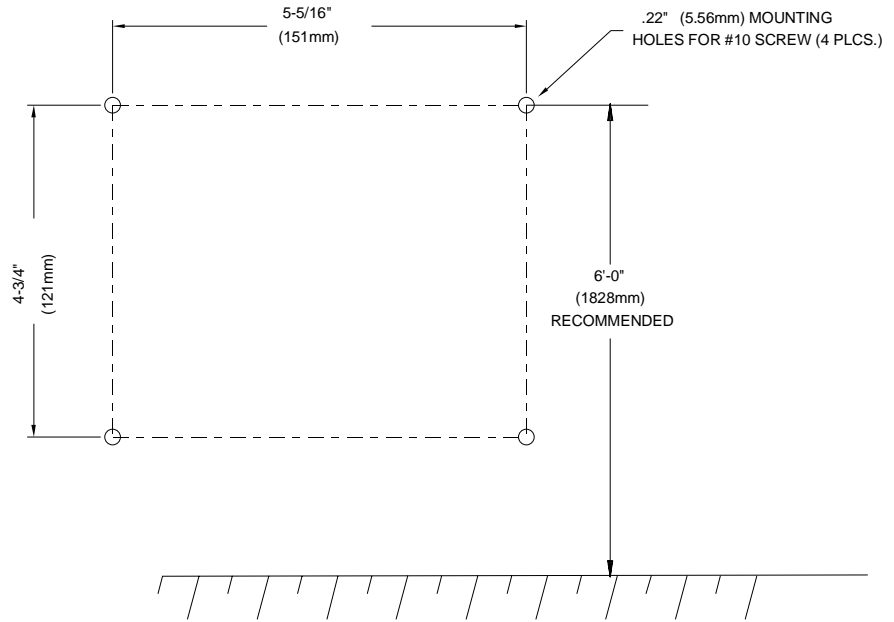 5-5/16"
(151mm)
.22" (5.56mm) MOUNTING
HOLES FOR #10 SCREW (4 PLCS.)
4-3/4"
(121mm)
6'-0"
(1828mm)
RECOMMENDED